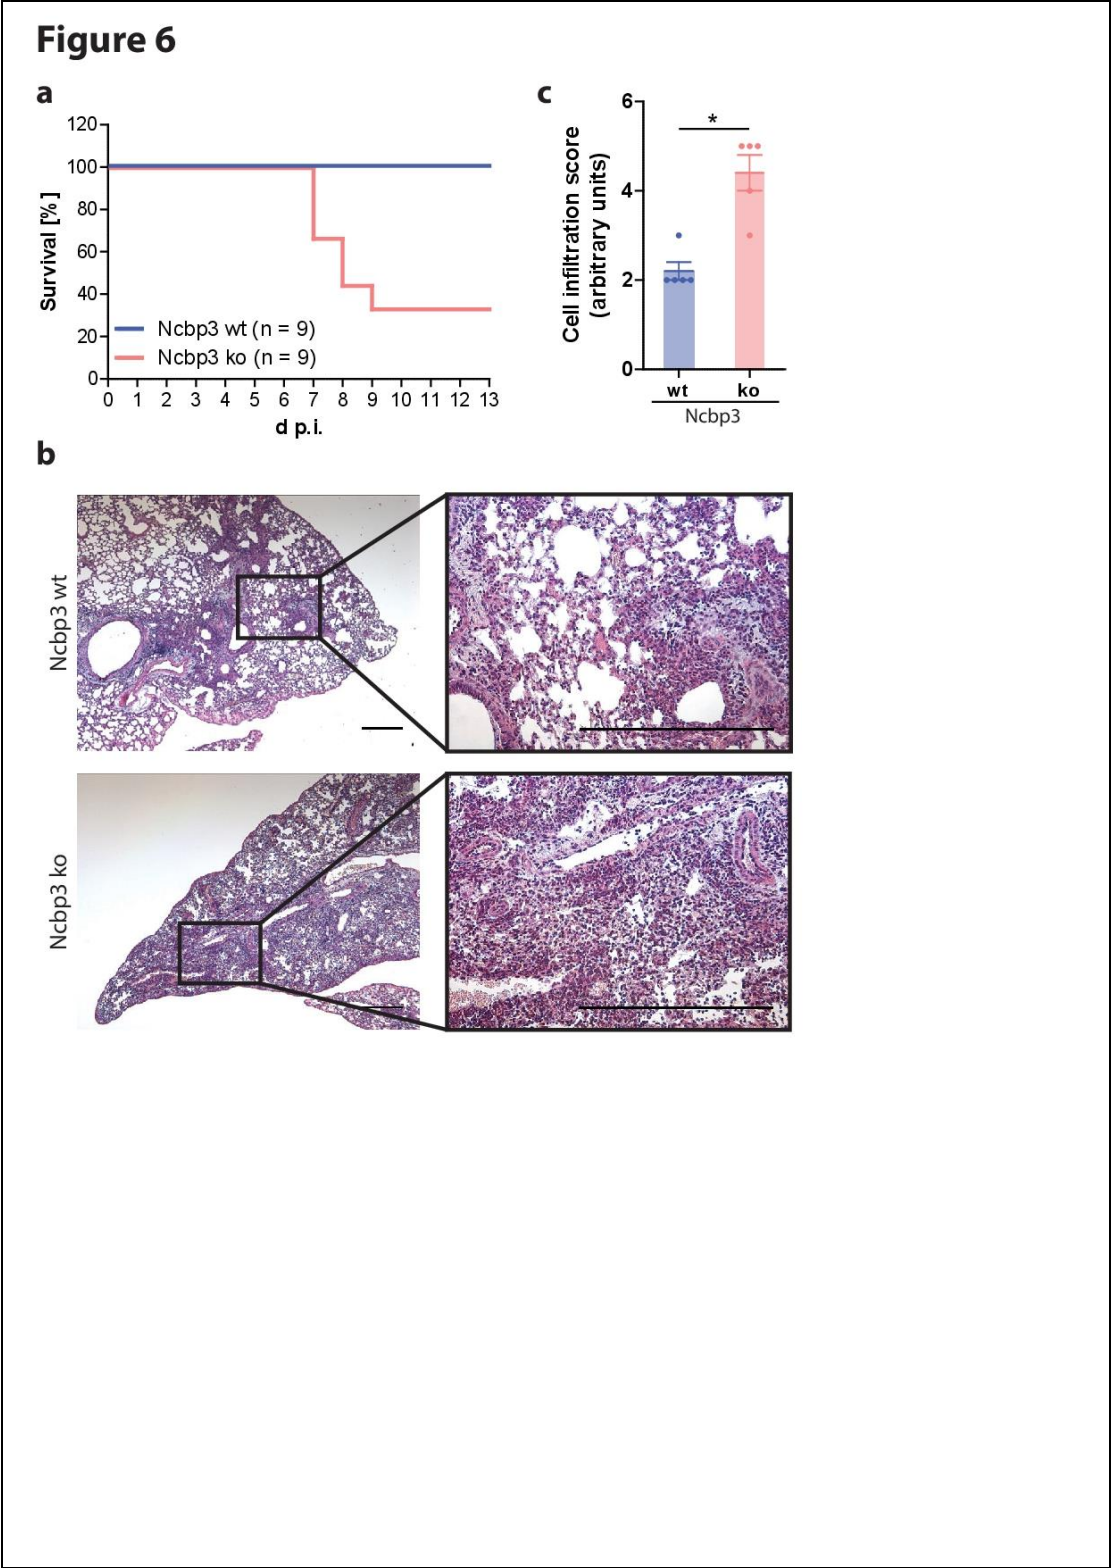 Figure 6
a
120
100
80
60
40
20
0
Survival [%]
Ncbp3 wt (n = 9)
Ncbp3 ko (n = 9)
0 1 2 3 4 5 6 7 8 9 10 11 12 13
d p.i.
c
6
4
2
0
Cell infiltration score
(arbitrary units)
*
wt ko
Ncbp3
b
Ncbp3 wt
Ncbp3 ko